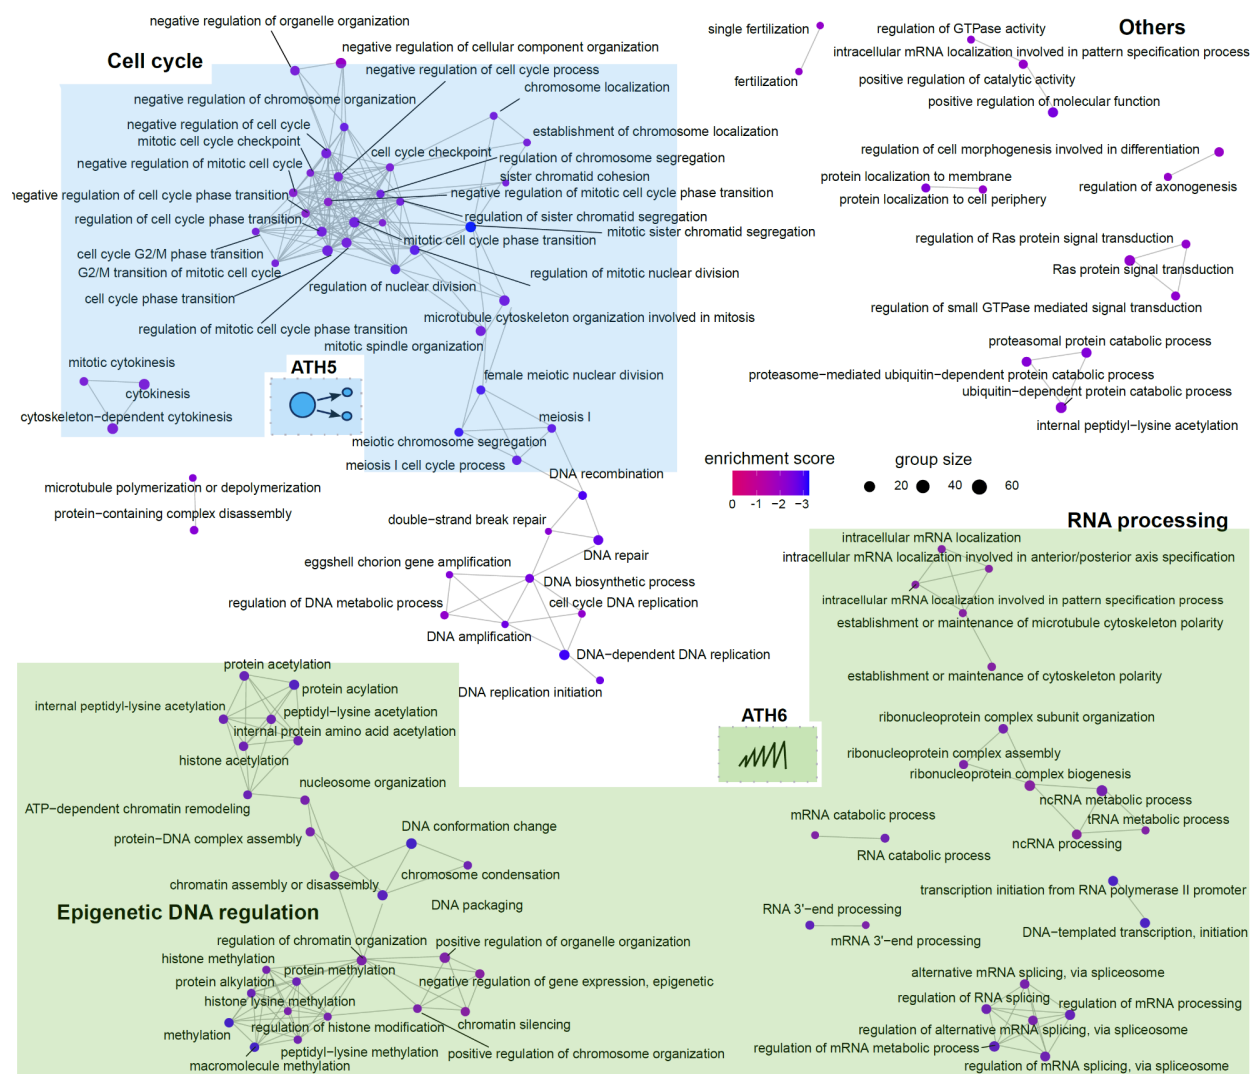 negative regulation of organelle organization
negative regulation of cellular component organization
Cell cycle
negative regulation of cell cycle process
chromosome localization
negative regulation of chromosome organization
negative regulation of cell cycle
establishment of chromosome localization
mitotic cell cycle checkpoint
cell cycle checkpoint
regulation of chromosome segregation
negative regulation of mitotic cell cycle
sister chromatid cohesion
negative regulation of cell cycle phase transition
negative regulation of mitotic cell cycle phase transition
regulation of cell cycle phase transition
regulation of sister chromatid segregation
mitotic sister chromatid segregation
mitotic cell cycle phase transition
cell cycle G2/M phase transition
G2/M transition of mitotic cell cycle
regulation of mitotic nuclear division
regulation of nuclear division
cell cycle phase transition
microtubule cytoskeleton organization involved in mitosis
regulation of mitotic cell cycle phase transition
mitotic spindle organization
mitotic cytokinesis
cytokinesis
cytoskeleton−dependent cytokinesis
ATH5
female meiotic nuclear division
meiosis I
meiotic chromosome segregation
meiosis I cell cycle process
single fertilization
fertilization
Others
regulation of GTPase activity
intracellular mRNA localization involved in pattern specification process
positive regulation of catalytic activity
positive regulation of molecular function
regulation of cell morphogenesis involved in differentiation
protein localization to membrane
regulation of axonogenesis
protein localization to cell periphery
regulation of Ras protein signal transduction
Ras protein signal transduction
regulation of small GTPase mediated signal transduction
proteasomal protein catabolic process
proteasome−mediated ubiquitin−dependent protein catabolic process
ubiquitin−dependent protein catabolic process
internal peptidyl−lysine acetylation
enrichment score
0 -1 −2 −3
group size
20 40 60
microtubule polymerization or depolymerization
protein−containing complex disassembly
DNA recombination
double−strand break repair
DNA repair
eggshell chorion gene amplification
DNA biosynthetic process
regulation of DNA metabolic process
cell cycle DNA replication
DNA amplification
DNA−dependent DNA replication
DNA replication initiation
RNA processing
intracellular mRNA localization
intracellular mRNA localization involved in anterior/posterior axis specification
intracellular mRNA localization involved in pattern specification process
establishment or maintenance of microtubule cytoskeleton polarity
establishment or maintenance of cytoskeleton polarity
ATH6
ribonucleoprotein complex subunit organization
ribonucleoprotein complex assembly
ribonucleoprotein complex biogenesis
ncRNA metabolic process
tRNA metabolic process
ncRNA processing
mRNA catabolic process
RNA catabolic process
transcription initiation from RNA polymerase II promoter
DNA−templated transcription, initiation
RNA 3'−end processing
mRNA 3'−end processing
alternative mRNA splicing, via spliceosome
regulation of RNA splicing
regulation of mRNA processing
regulation of alternative mRNA splicing, via spliceosome
regulation of mRNA metabolic process
regulation of mRNA splicing, via spliceosome
protein acetylation
protein acylation
internal peptidyl−lysine acetylation
peptidyl−lysine acetylation
internal protein amino acid acetylation
histone acetylation
nucleosome organization
ATP−dependent chromatin remodeling
DNA conformation change
protein−DNA complex assembly
chromosome condensation
chromatin assembly or disassembly
DNA packaging
Epigenetic DNA regulation
regulation of chromatin organization
positive regulation of organelle organization
histone methylation
protein methylation
protein alkylation
negative regulation of gene expression, epigenetic
histone lysine methylation
chromatin silencing
regulation of histone modification
methylation
peptidyl−lysine methylation
positive regulation of chromosome organization
macromolecule methylation